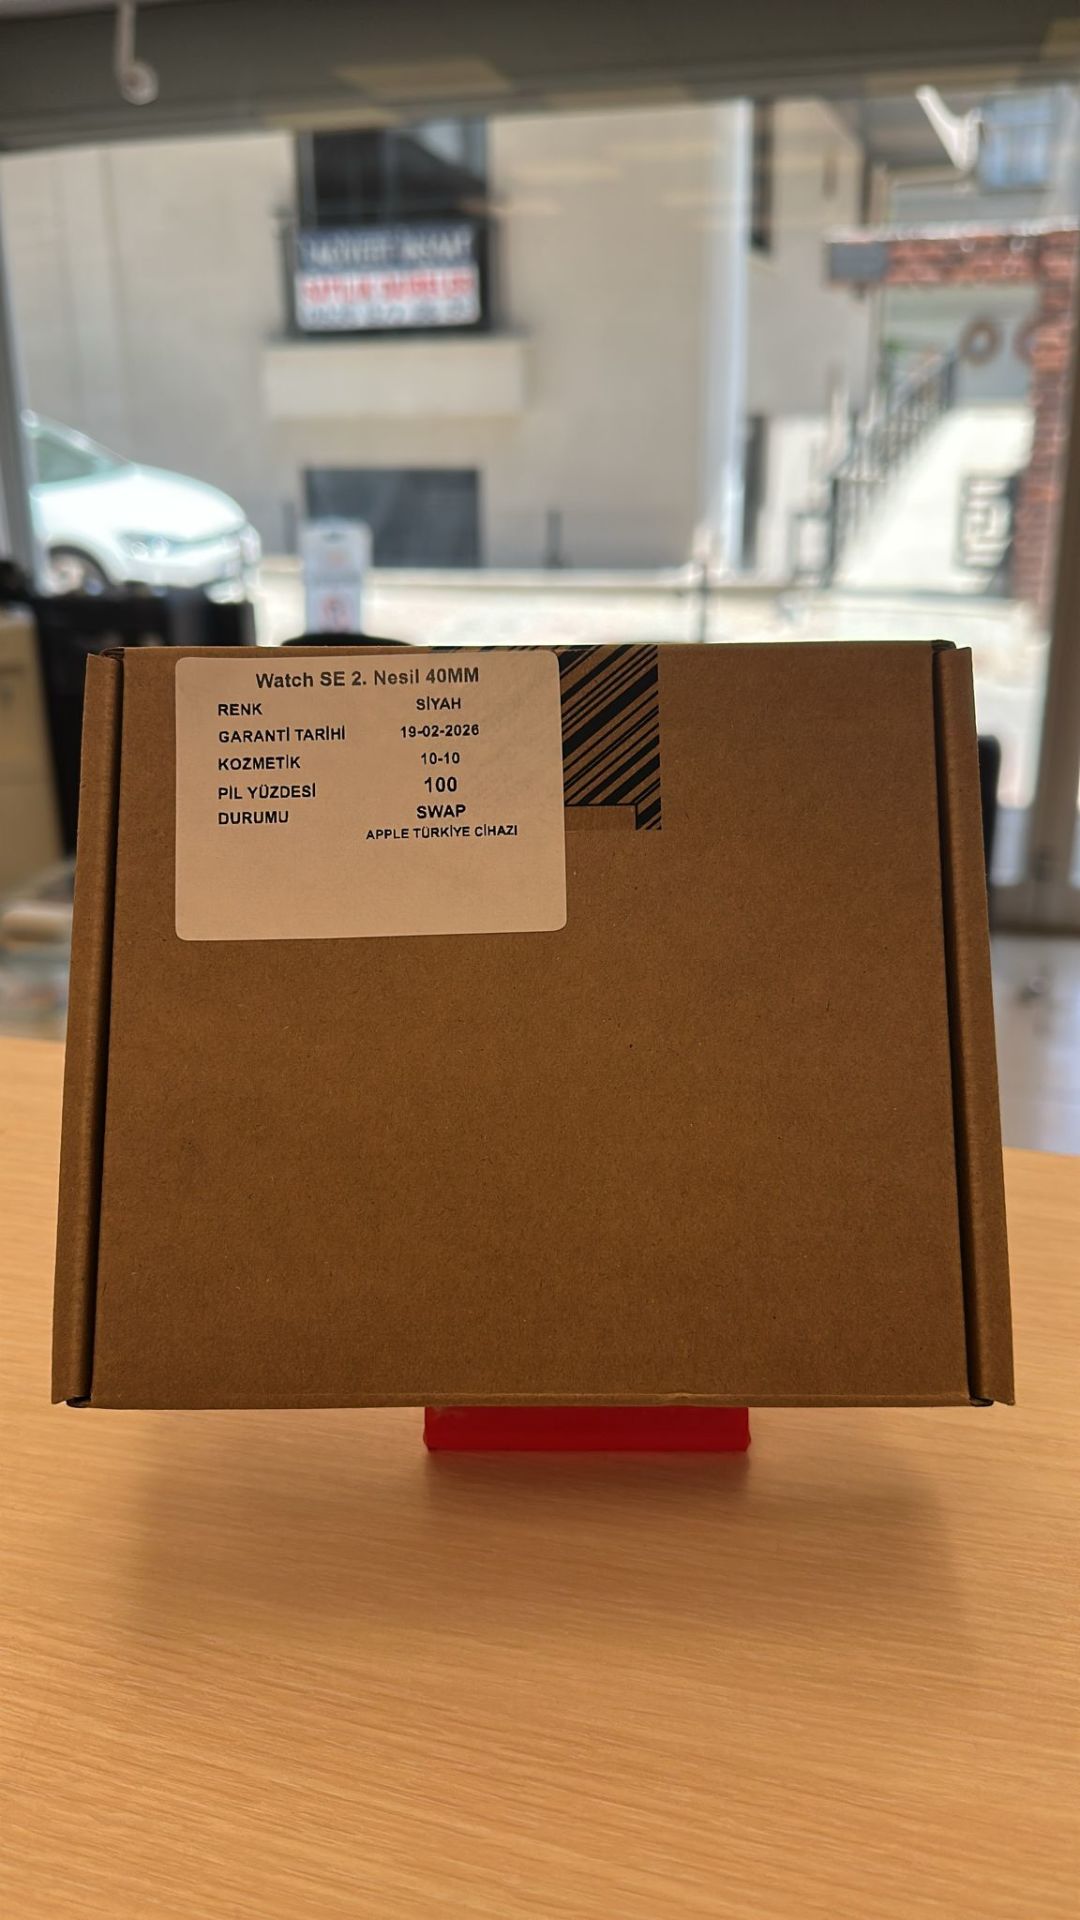 Watch SE 2. Nesil 40MM
RENK SİYAH
GARANTİ TARİHİ 19-02-2026
KOZMETİK 10-10
PİL YÜZDESİ 100
DURUMU SWAP
APPLE TÜRKİYE CİHAZI